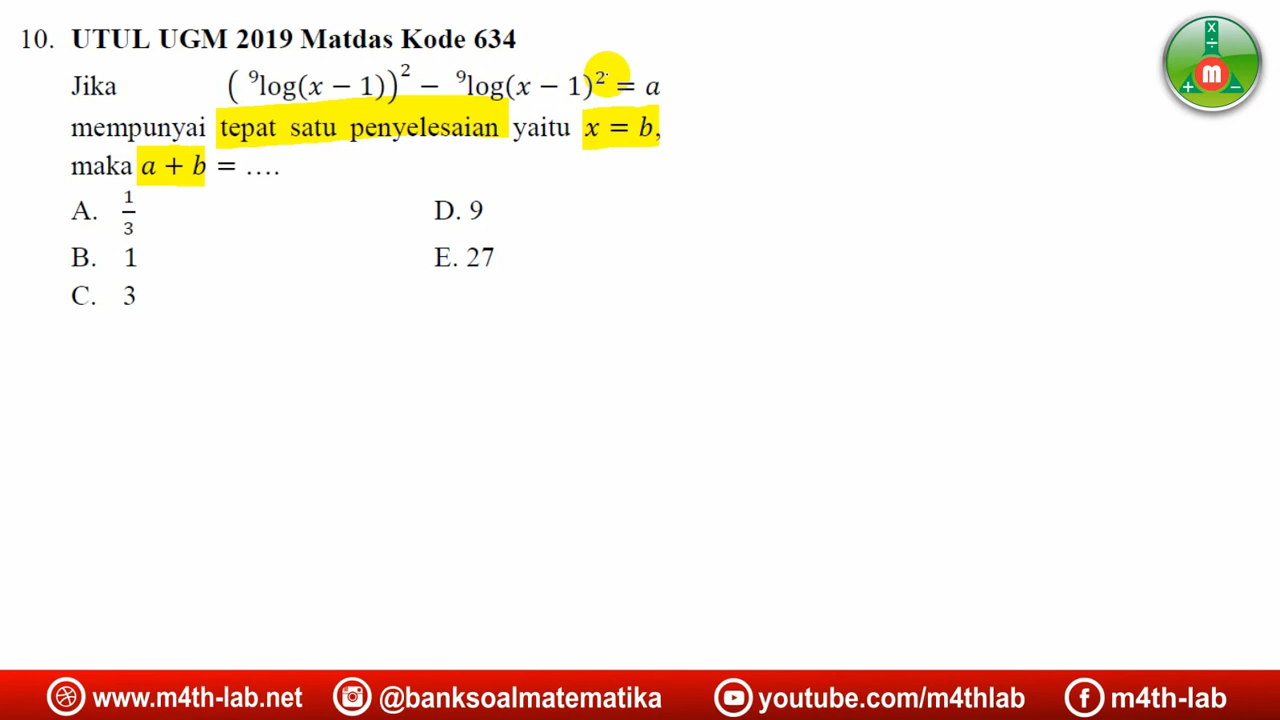 10. UTUL UGM 2019 Matdas Kode 634
Jika ( ⁹log(x − 1))² − ⁹log(x − 1)² = a
mempunyai tepat satu penyelesaian yaitu x = b,
maka a + b = ....
A. 1/3 D. 9
B. 1 E. 27
C. 3
X ÷ m + −
www.m4th-lab.net @banksoalmatematika youtube.com/m4thlab m4th-lab